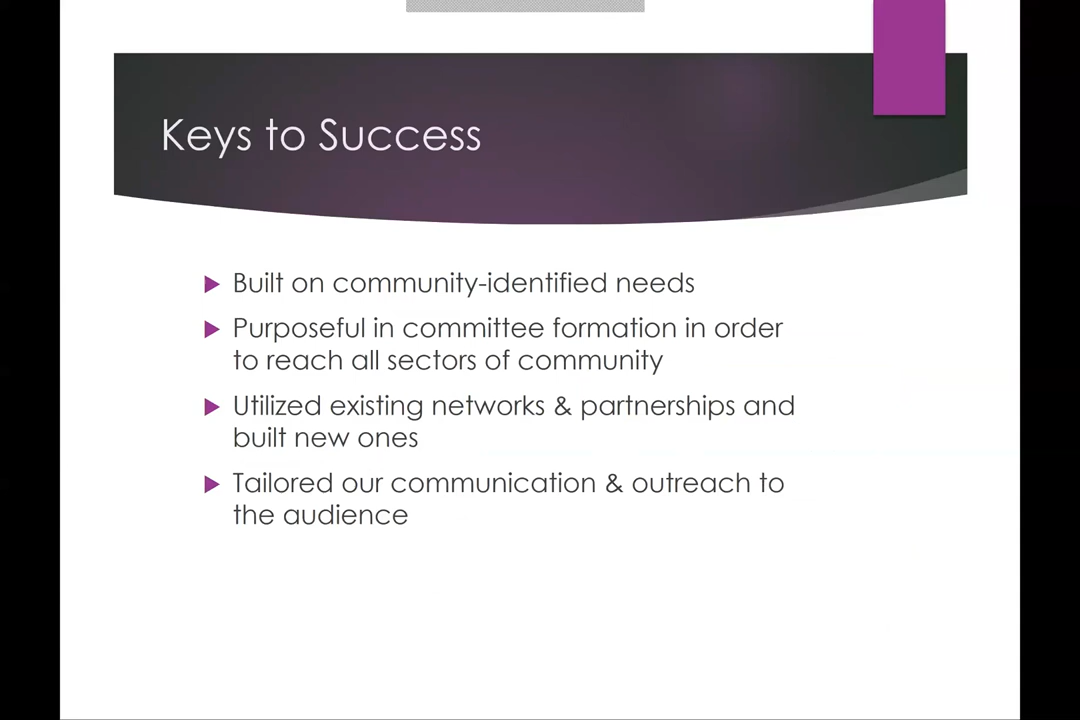 Keys to Success
Built on community-identified needs
Purposeful in committee formation in order
to reach all sectors of community
Utilized existing networks & partnerships and
built new ones
Tailored our communication & outreach to
the audience